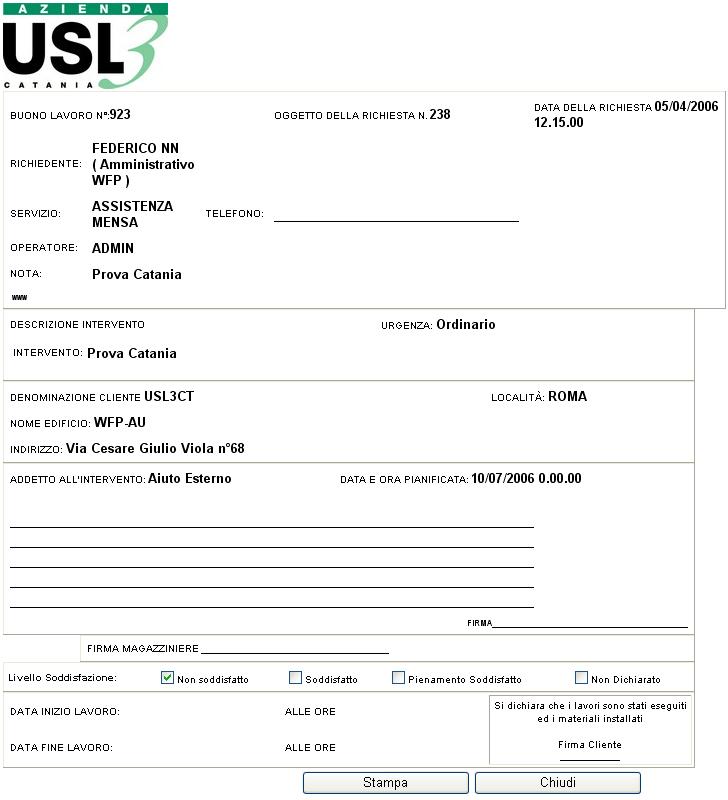 AZIENDA
USL3
CATANIA
BUONO LAVORO N°:923 OGGETTO DELLA RICHIESTA N. 238 DATA DELLA RICHIESTA 05/04/2006
12.15.00
RICHIEDENTE: FEDERICO NN
( Amministrativo
WFP )
SERVIZIO: ASSISTENZA
MENSA TELEFONO:
OPERATORE: ADMIN
NOTA: Prova Catania
www
DESCRIZIONE INTERVENTO URGENZA: Ordinario
INTERVENTO: Prova Catania
DENOMINAZIONE CLIENTE USL3CT LOCALITÀ: ROMA
NOME EDIFICIO: WFP-AU
INDIRIZZO: Via Cesare Giulio Viola n°68
ADDETTO ALL'INTERVENTO: Aiuto Esterno DATA E ORA PIANIFICATA: 10/07/2006 0.00.00
FIRMA
FIRMA MAGAZZINIERE
Livello Soddisfazione: Non soddisfatto Soddisfatto Pienamento Soddisfatto Non Dichiarato
DATA INIZIO LAVORO: ALLE ORE
Si dichiara che i lavori sono stati eseguiti
ed i materiali installati
Firma Cliente
DATA FINE LAVORO: ALLE ORE
Stampa Chiudi